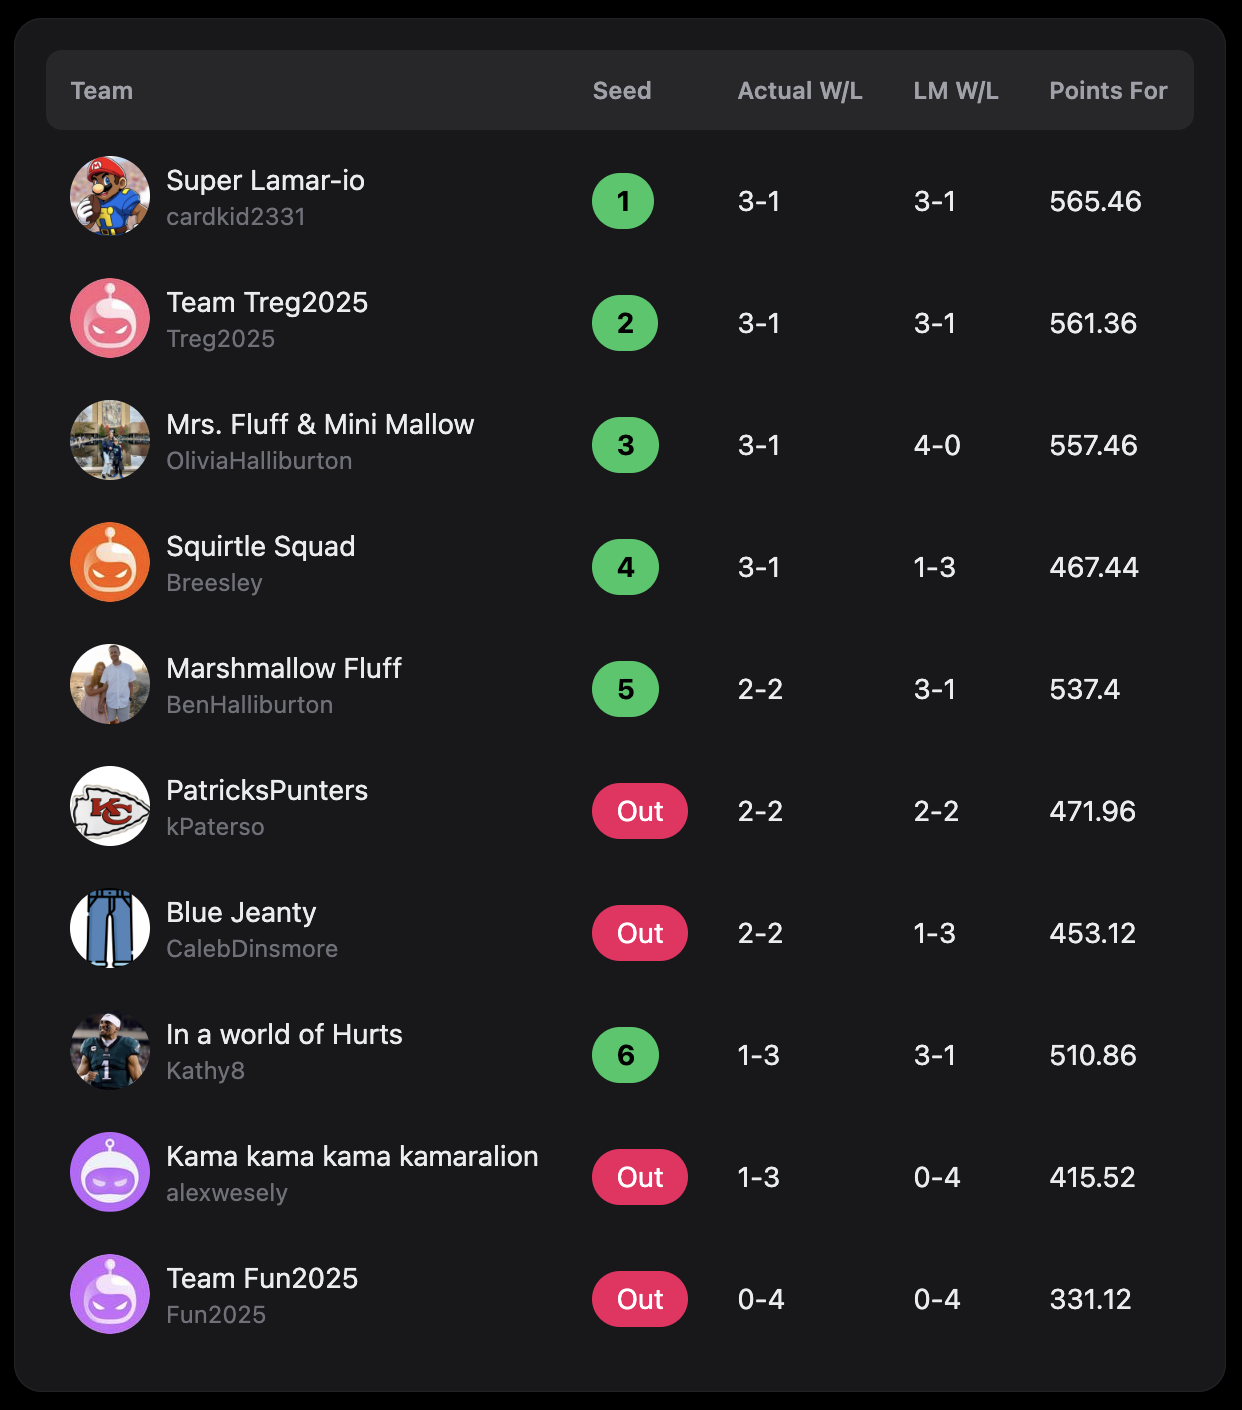 Team Seed Actual W/L LM W/L Points For
Super Lamar-io
cardkid2331
1 3-1 3-1 565.46
Team Treg2025
Treg2025
2 3-1 3-1 561.36
Mrs. Fluff & Mini Mallow
OliviaHalliburton
3 3-1 4-0 557.46
Squirtle Squad
Breesley
4 3-1 1-3 467.44
Marshmallow Fluff
BenHalliburton
5 2-2 3-1 537.4
PatricksPunters
kPaterso
Out 2-2 2-2 471.96
Blue Jeanty
CalebDinsmore
Out 2-2 1-3 453.12
In a world of Hurts
Kathy8
6 1-3 3-1 510.86
Kama kama kama kamaralion
alexwesely
Out 1-3 0-4 415.52
Team Fun2025
Fun2025
Out 0-4 0-4 331.12
M
KC
1